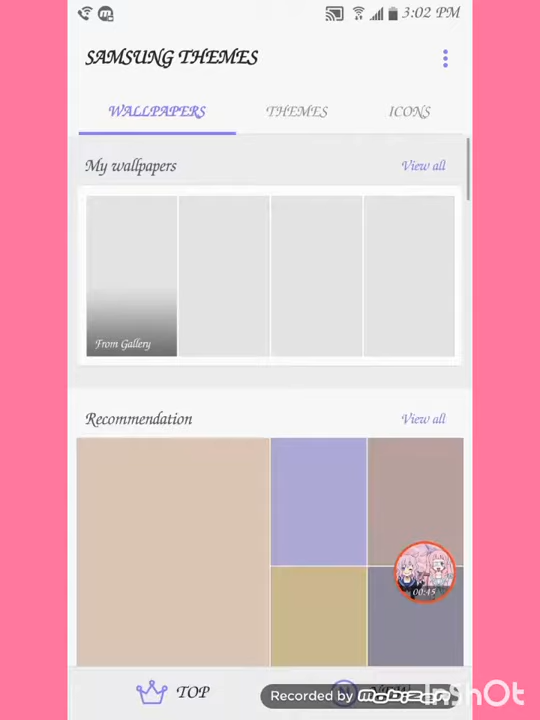 3:02 PM
SAMSUNG THEMES
WALLPAPERS THEMES ICONS
My wallpapers View all
From Gallery
Recommendation View all
00:45
TOP
Recorded by mobizen
InShOt